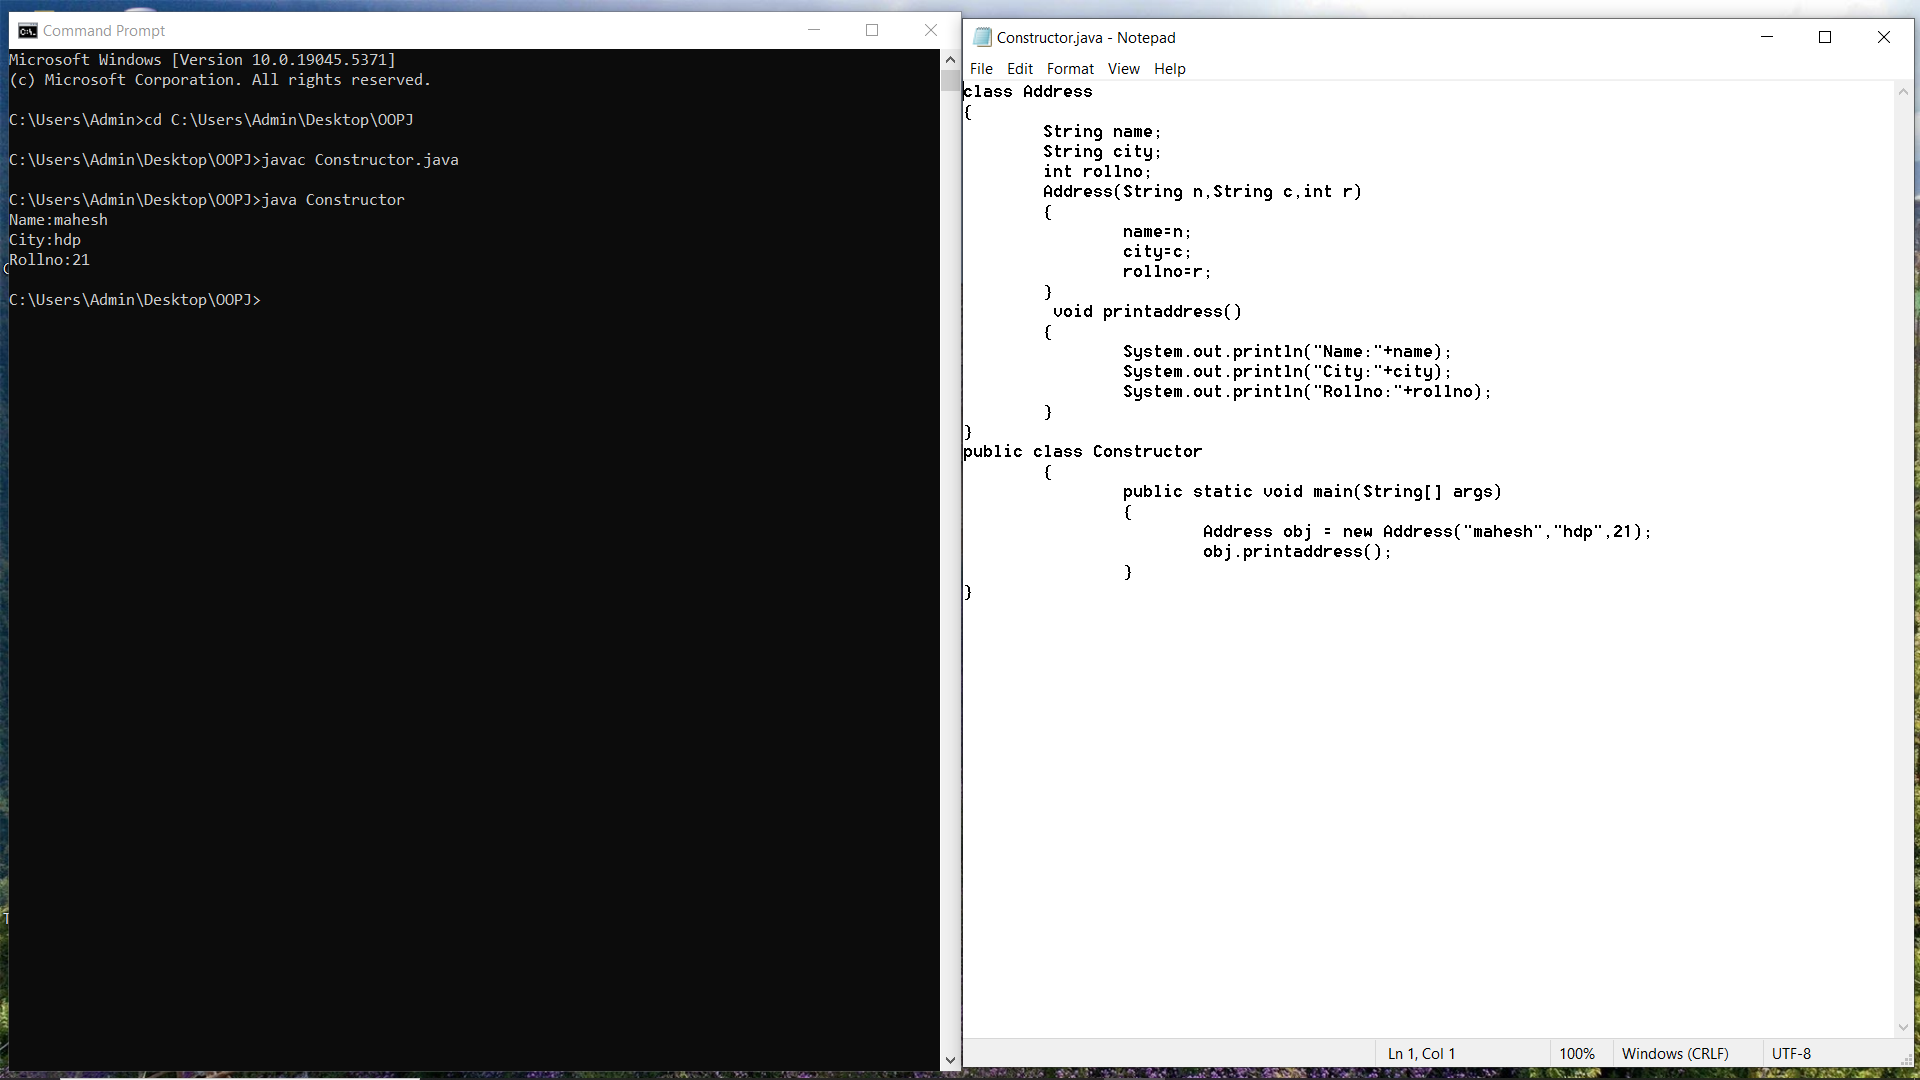 Command Prompt
Microsoft Windows [Version 10.0.19045.5371]
(c) Microsoft Corporation. All rights reserved.
C:\Users\Admin>cd C:\Users\Admin\Desktop\OOPJ
C:\Users\Admin\Desktop\OOPJ>javac Constructor.java
C:\Users\Admin\Desktop\OOPJ>java Constructor
Name:mahesh
City:hdp
Rollno:21
C:\Users\Admin\Desktop\OOPJ>
Constructor.java - Notepad
File Edit Format View Help
class Address
{
String name;
String city;
int rollno;
Address(String n,String c,int r)
{
name=n;
city=c;
rollno=r;
}
void printaddress()
{
System.out.println("Name:"+name);
System.out.println("City:"+city);
System.out.println("Rollno:"+rollno);
}
}
public class Constructor
{
public static void main(String[] args)
{
Address obj = new Address("mahesh","hdp",21);
obj.printaddress();
}
}
Ln 1, Col 1 100% Windows (CRLF) UTF-8